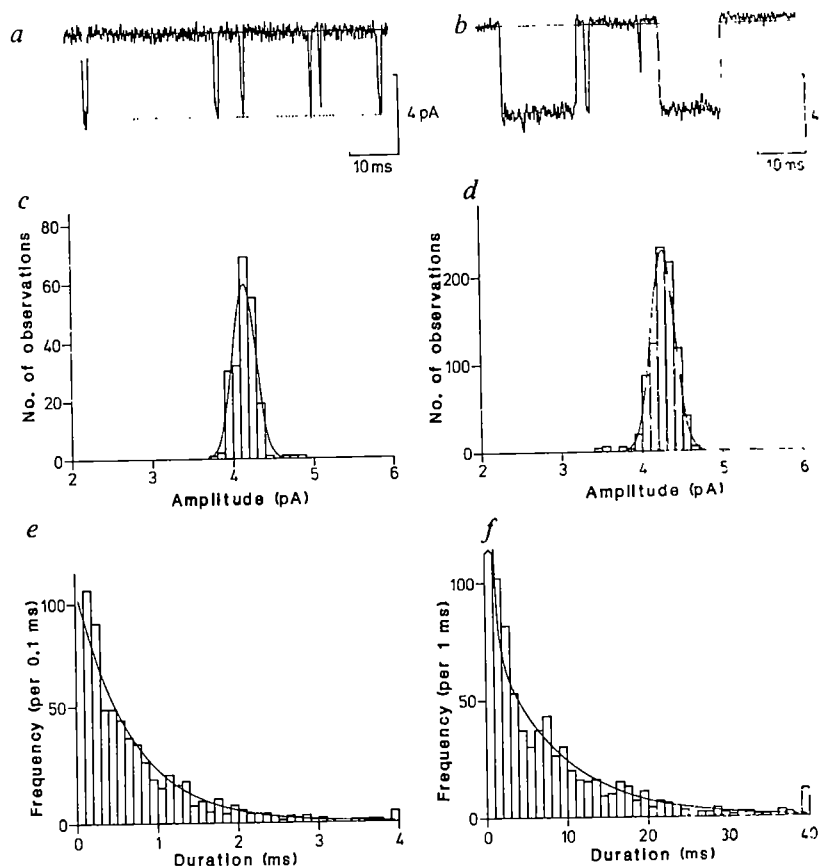 a
4 pA
10 ms
b
4
10 ms
c
No. of observations
80
60
40
20
0
2 3 4 5 6
Amplitude (pA)
d
No. of observations
200
100
0
2 3 4 5 6
Amplitude (pA)
e
Frequency (per 0.1 ms)
100
50
0
0 1 2 3 4
Duration (ms)
f
Frequency (per 1 ms)
100
50
0
0 10 20 30 40
Duration (ms)